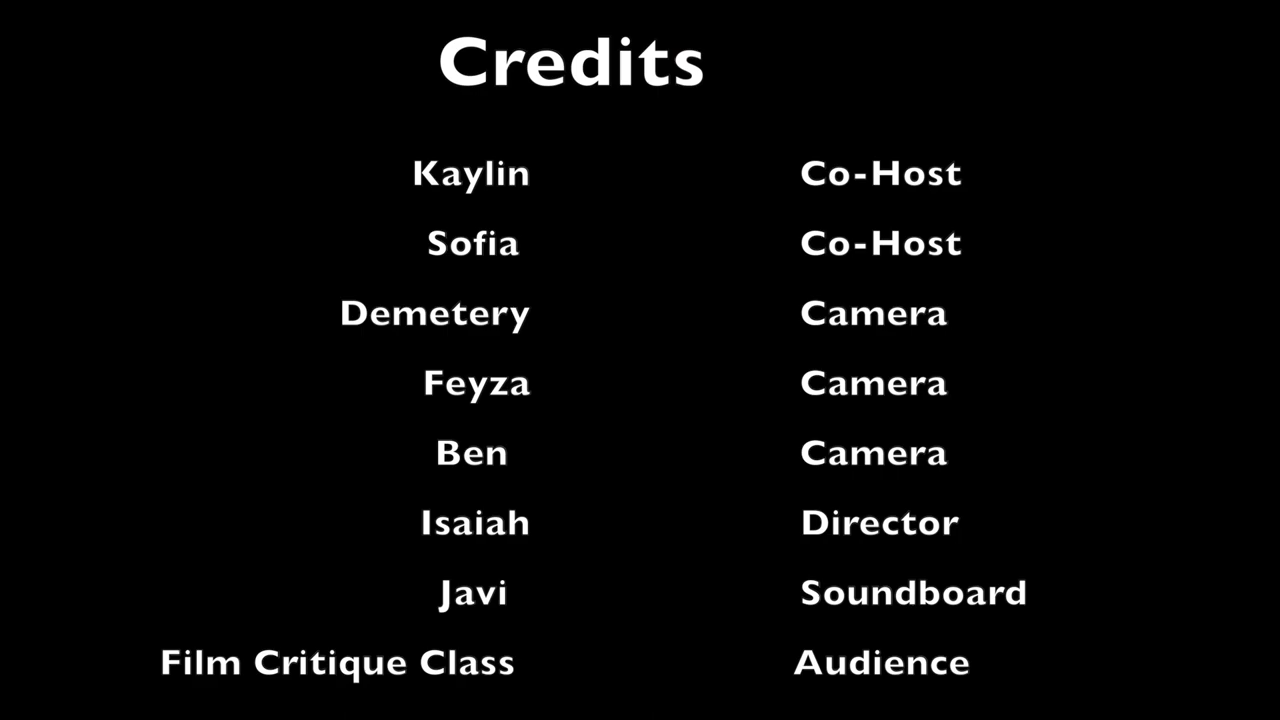 Credits
Kaylin Co-Host
Sofia Co-Host
Demetery Camera
Feyza Camera
Ben Camera
Isaiah Director
Javi Soundboard
Film Critique Class Audience